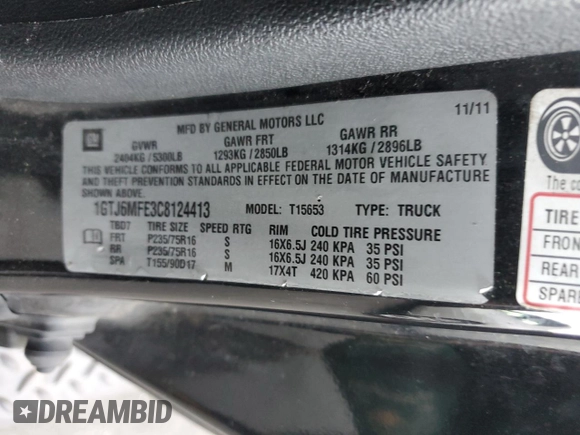 11/11
MFD BY GENERAL MOTORS LLC
GM
GVWR GAWR FRT GAWR RR
2404KG / 5300LB 1293KG / 2850LB 1314KG / 2896LB
THIS VEHICLE CONFORMS TO ALL APPLICABLE FEDERAL MOTOR VEHICLE SAFETY
AND THEFT PREVENTION STANDARDS IN EFFECT ON THE DATE OF MANUFACTURE
SHOWN ABOVE.
1GTJ6MFE3C8124413 MODEL: T15653 TYPE: TRUCK
TBD7 TIRE SIZE SPEED RTG RIM COLD TIRE PRESSURE
FRT P235/75R16 S 16X6.5J 240 KPA 35 PSI
RR P235/75R16 S 16X6.5J 240 KPA 35 PSI
SPA T155/90D17 M 17X4T 420 KPA 60 PSI
TIRE
FRON
REAR
SPAR
DREAMBID